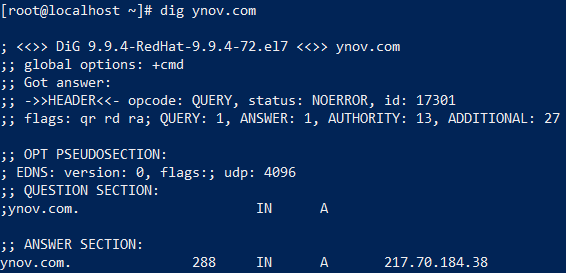 [root@localhost ~]# dig ynov.com

; <<>> DiG 9.9.4-RedHat-9.9.4-72.el7 <<>> ynov.com
;; global options: +cmd
;; Got answer:
;; ->>HEADER<<- opcode: QUERY, status: NOERROR, id: 17301
;; flags: qr rd ra; QUERY: 1, ANSWER: 1, AUTHORITY: 13, ADDITIONAL: 27

;; OPT PSEUDOSECTION:
; EDNS: version: 0, flags:; udp: 4096
;; QUESTION SECTION:
;ynov.com.                      IN      A

;; ANSWER SECTION:
ynov.com.               288     IN      A       217.70.184.38